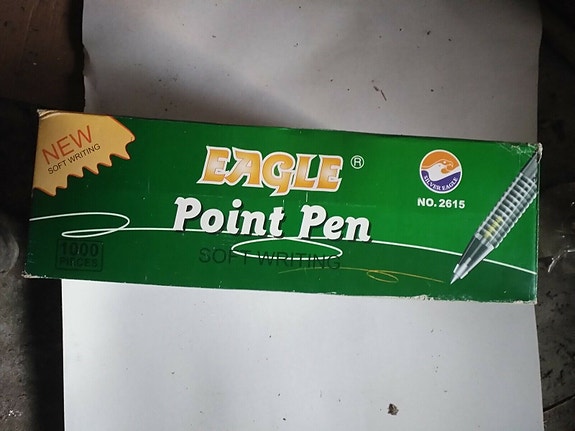 NEW
SOFT WRITING
EAGLE ®
Point Pen
SOFT WRITING
1000
PIECES
SILVER EAGLE
NO. 2615